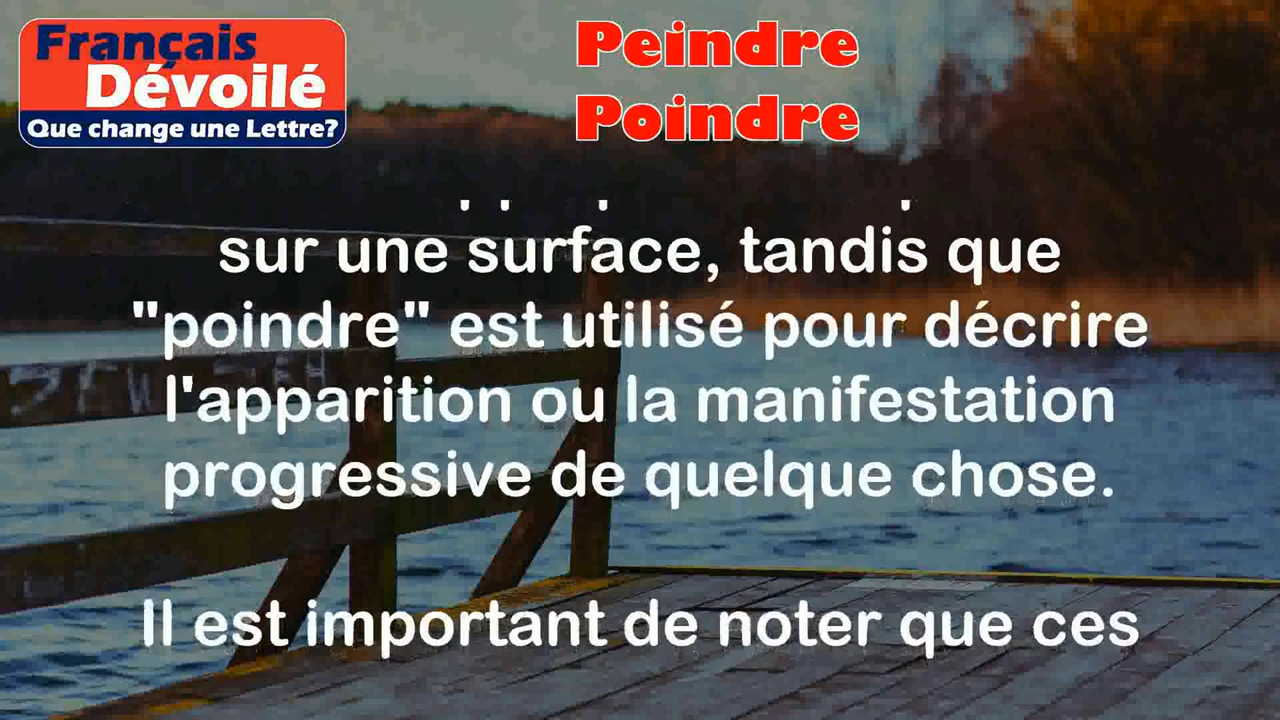 Français
Dévoilé
Que change une Lettre?
Peindre
Poindre
sur une surface, tandis que
"poindre" est utilisé pour décrire
l'apparition ou la manifestation
progressive de quelque chose.
Il est important de noter que ces